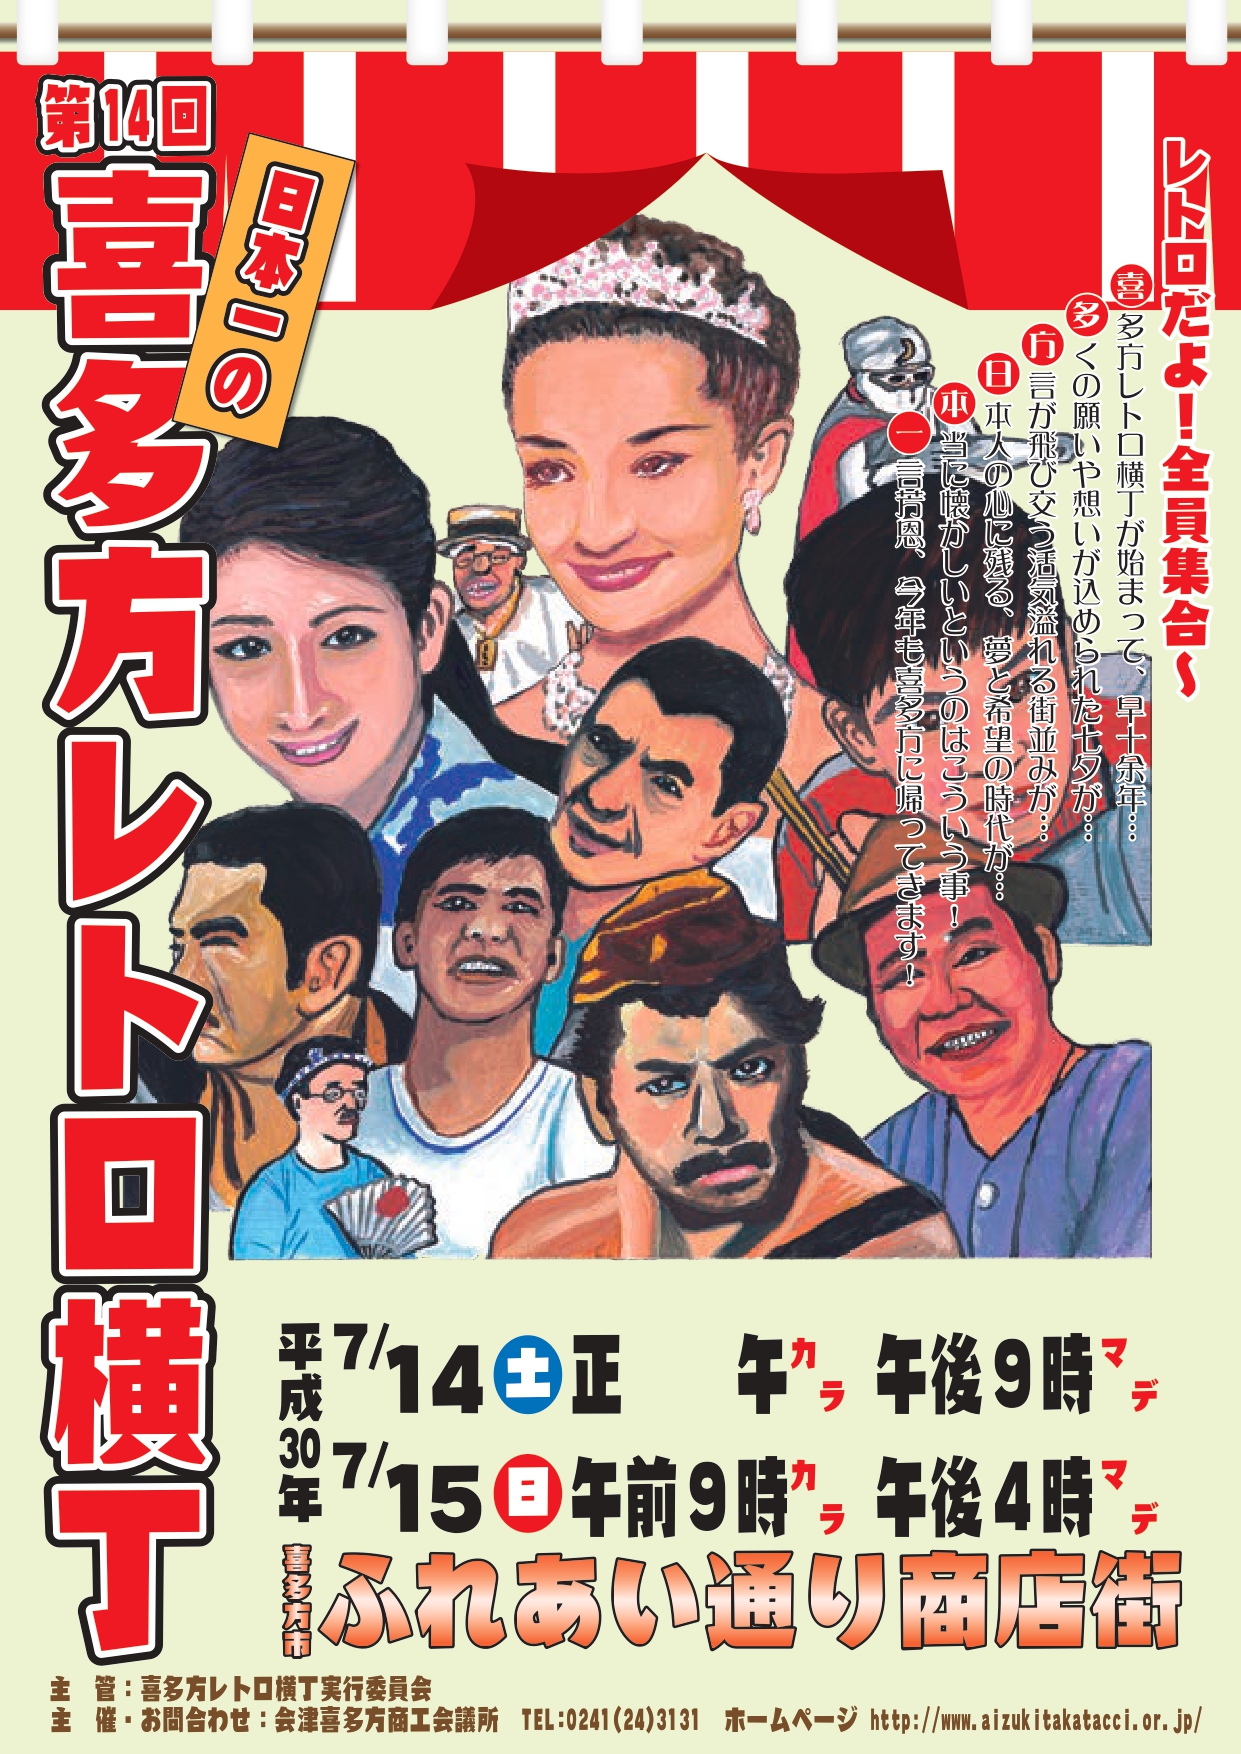 第14回
日本一の
喜多方レトロ横丁
レトロだよ！全員集合～
喜多方レトロ横丁が始まって、早十余年…
多くの願いや想いが込められた七夕が…
方言が飛び交う活気溢れる街並みが…
日本人の心に残る、夢と希望の時代が…
本当に懐かしいというのはこういう事！
一言芳恩、今年も喜多方に帰ってきます！
平成30年
7/14土正午カラ 午後9時マデ
7/15日午前9時カラ 午後4時マデ
喜多方市 ふれあい通り商店街
主 管：喜多方レトロ横丁実行委員会
主 催・お問合わせ：会津喜多方商工会議所 TEL:0241(24)3131 ホームページ http://www.aizukitakatacci.or.jp/